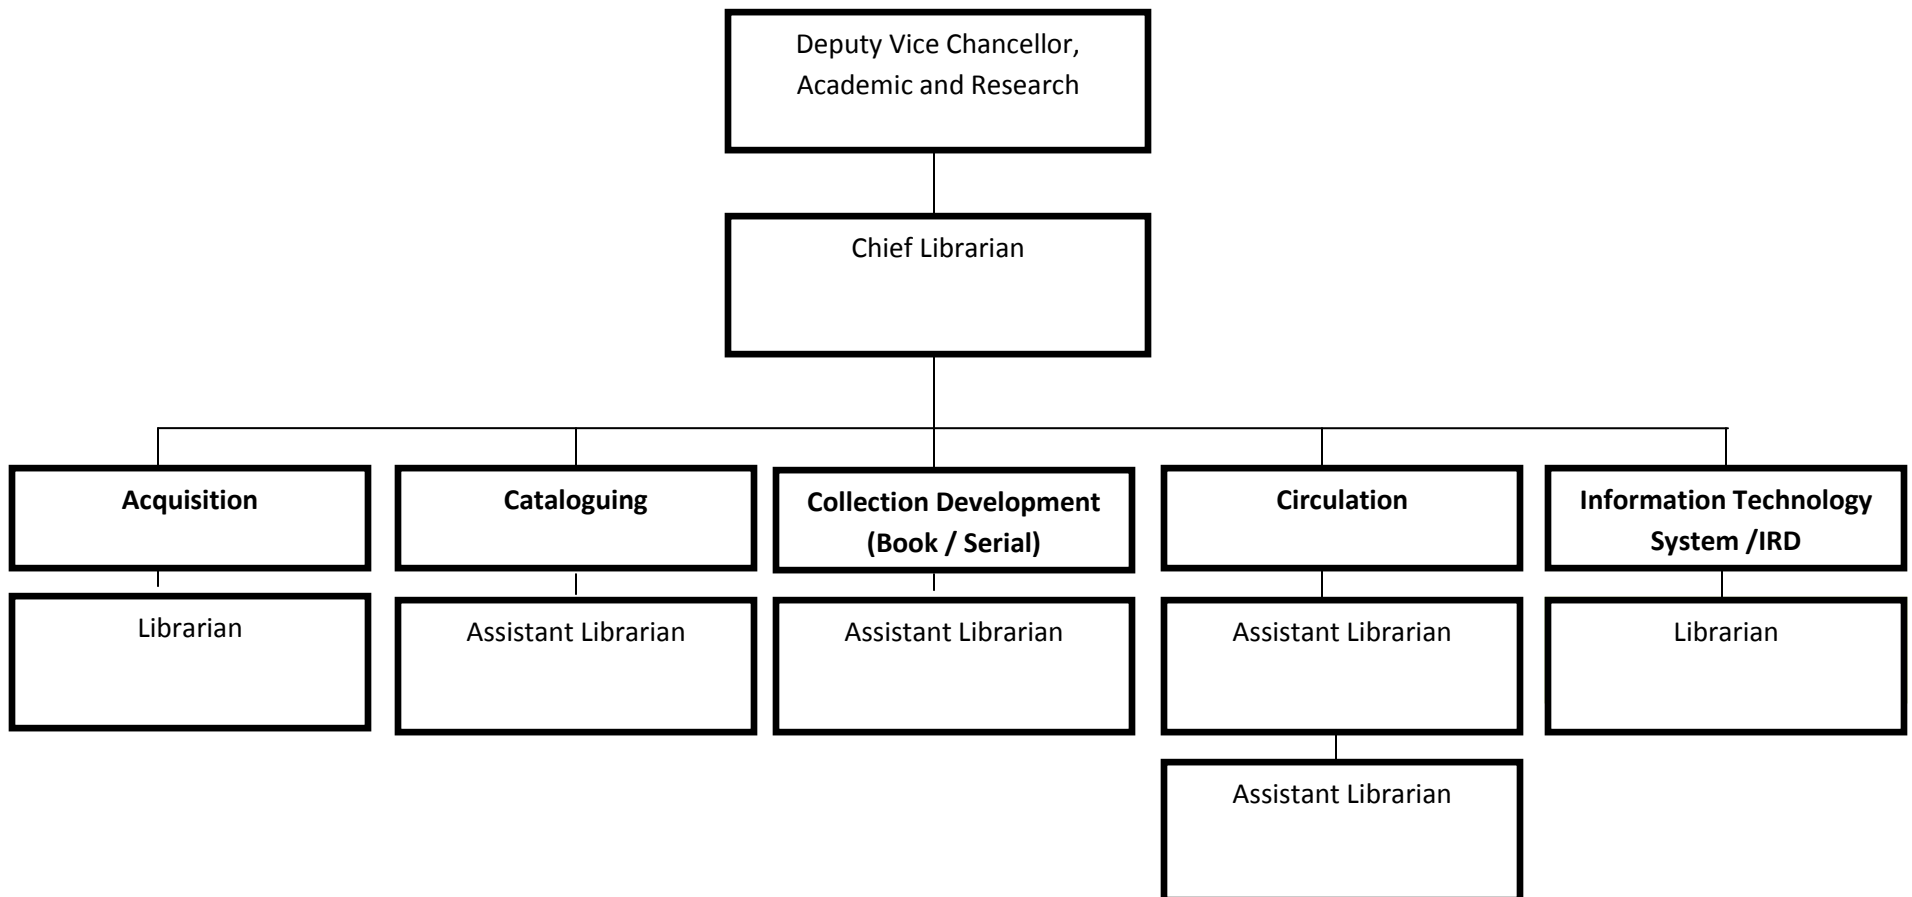 Deputy Vice Chancellor,
Academic and Research
Chief Librarian
Acquisition
Cataloguing
Collection Development
(Book / Serial)
Circulation
Information Technology
System /IRD
Librarian
Assistant Librarian
Assistant Librarian
Assistant Librarian
Librarian
Assistant Librarian